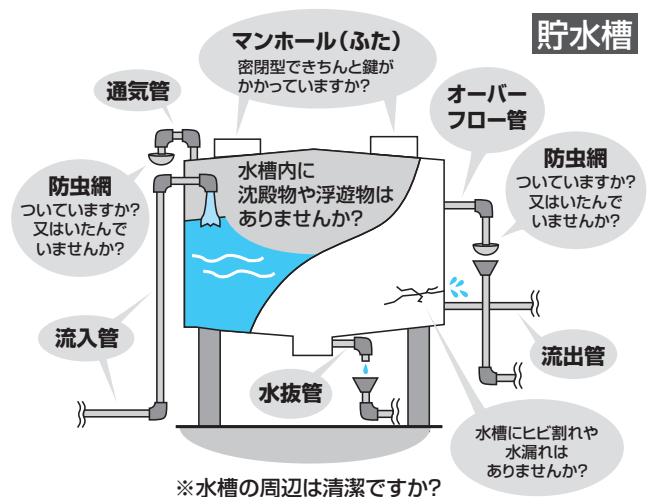 貯水槽
マンホール(ふた)
密閉型できちんと鍵が
かかっていますか?
通気管
オーバー
フロー管
防虫網
ついていますか?
又はいたんで
いませんか?
水槽内に
沈殿物や浮遊物は
ありませんか?
防虫網
ついていますか?
又はいたんで
いませんか?
流入管
水抜管
流出管
水槽にヒビ割れや
水漏れは
ありませんか?
※水槽の周辺は清潔ですか?